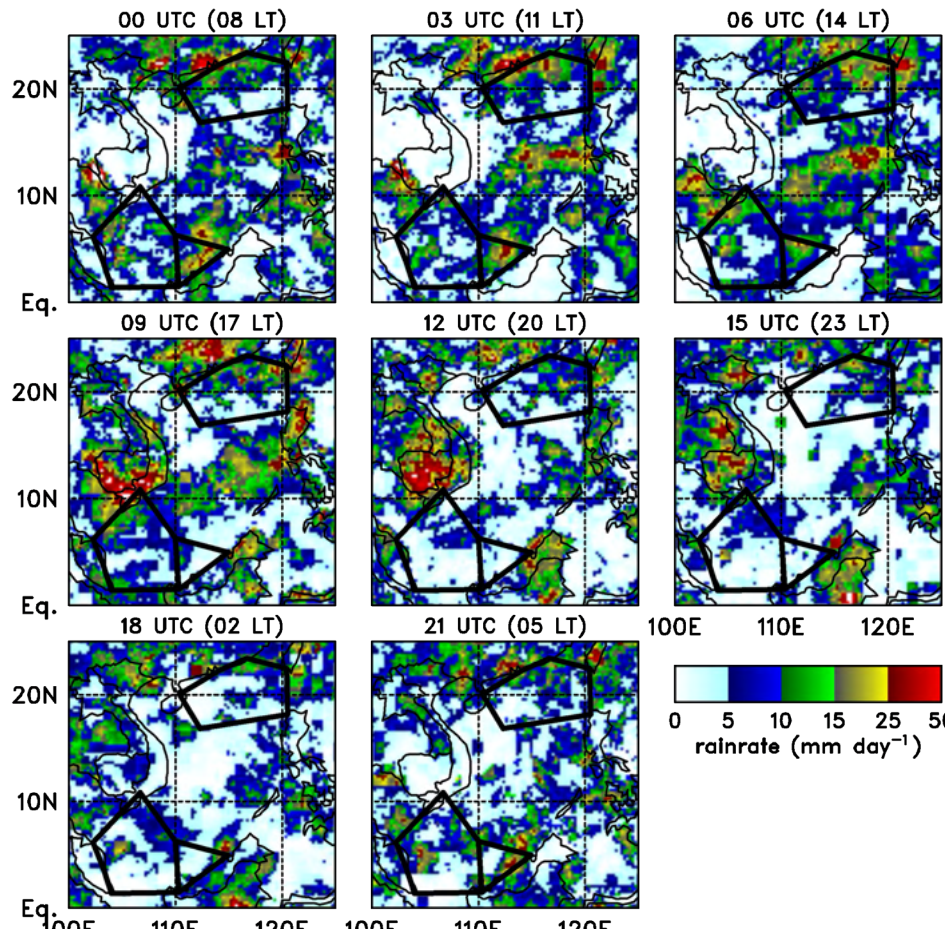 00 UTC (08 LT)
03 UTC (11 LT)
06 UTC (14 LT)
20N
10N
Eq.
09 UTC (17 LT)
12 UTC (20 LT)
15 UTC (23 LT)
20N
10N
Eq.
100E 110E 120E
18 UTC (02 LT)
21 UTC (05 LT)
20N
10N
Eq.
100E 110E 120E
100E 110E 120E
0 5 10 15 25 50
rainrate (mm day⁻¹)